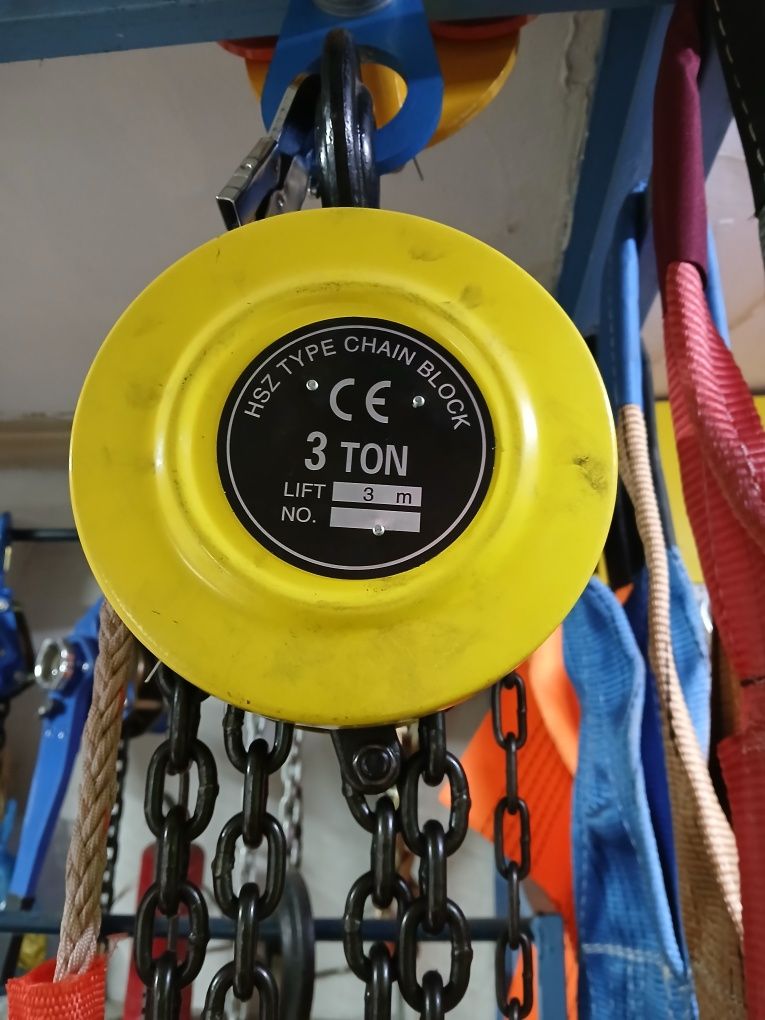 HSZ TYPE CHAIN BLOCK
CE
3 TON
LIFT 3 m
NO.